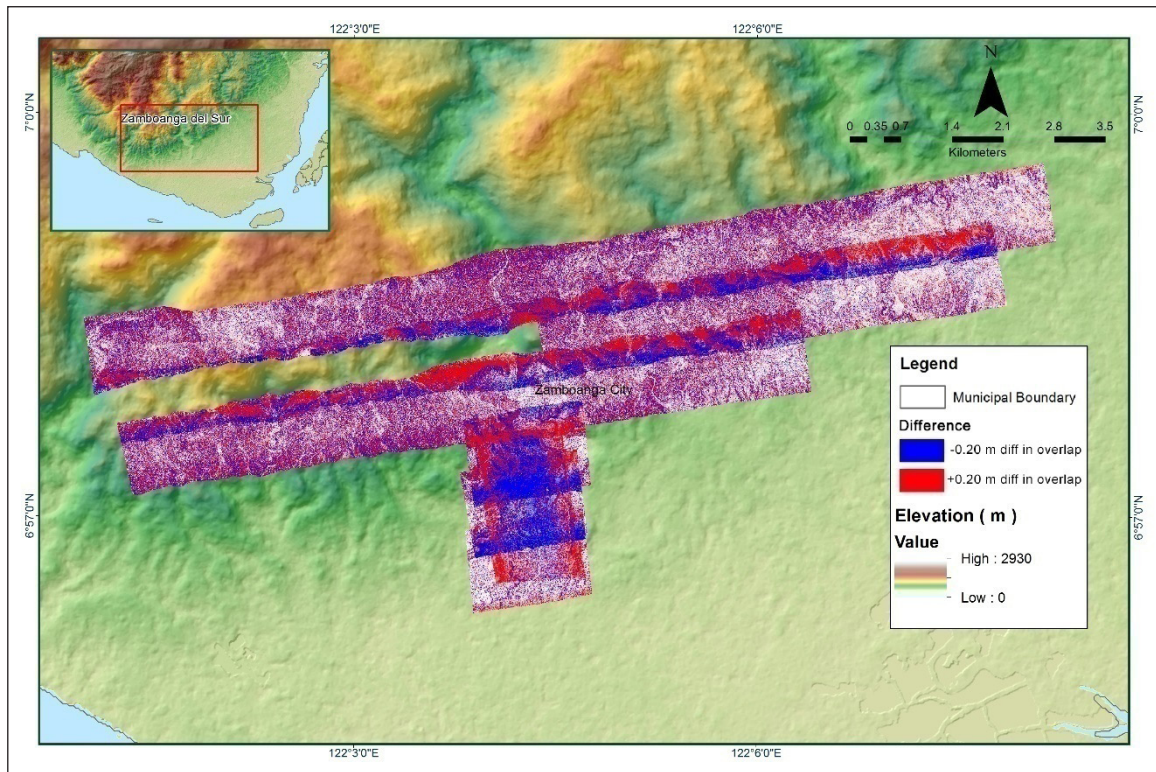 122°3'0"E
122°6'0"E
Zamboanga del Sur
N
7°0'0"N
7°0'0"N
0 0.35 0.7 1.4 2.1 2.8 3.5
Kilometers
Zamboanga City
Legend
Municipal Boundary
Difference
-0.20 m diff in overlap
+0.20 m diff in overlap
Elevation ( m )
Value
High : 2930
Low : 0
6°57'0"N
6°57'0"N
122°3'0"E
122°6'0"E